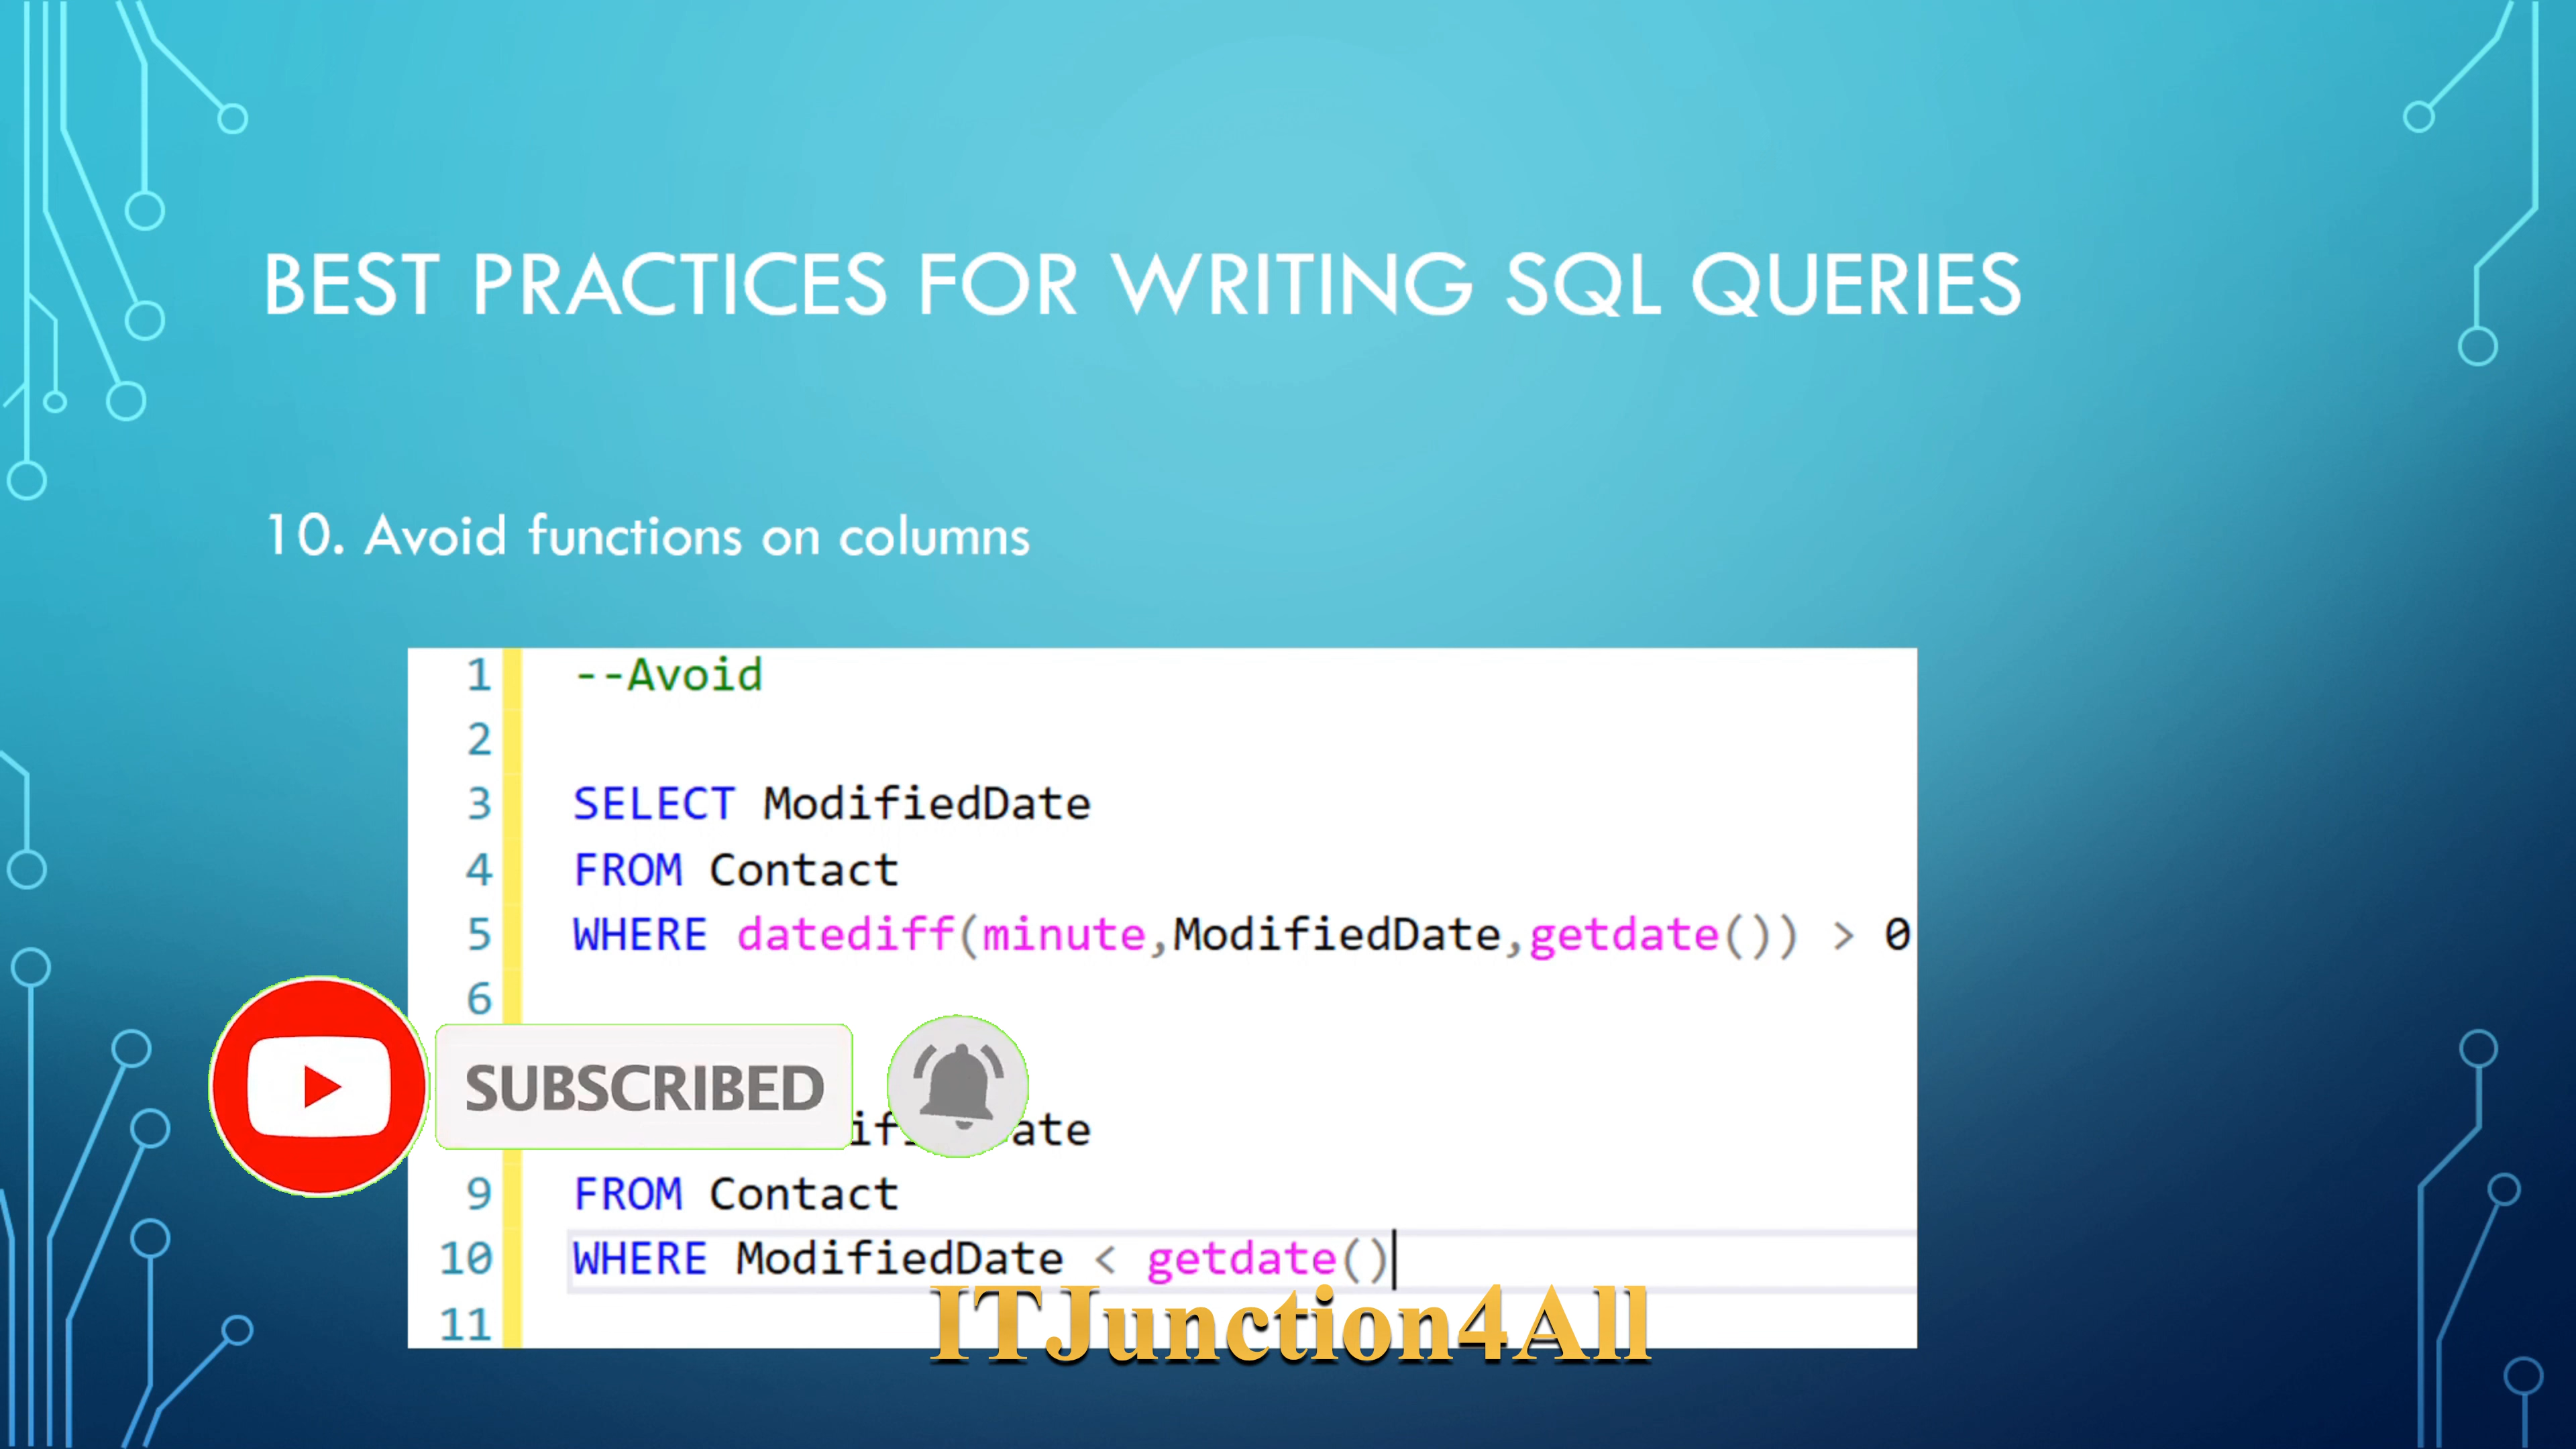 BEST PRACTICES FOR WRITING SQL QUERIES
10. Avoid functions on columns
1 --Avoid
2
3 SELECT ModifiedDate
4 FROM Contact
5 WHERE datediff(minute,ModifiedDate,getdate()) > 0
6
SUBSCRIBED
9 FROM Contact
10 WHERE ModifiedDate < getdate()
11
ITJunction4All